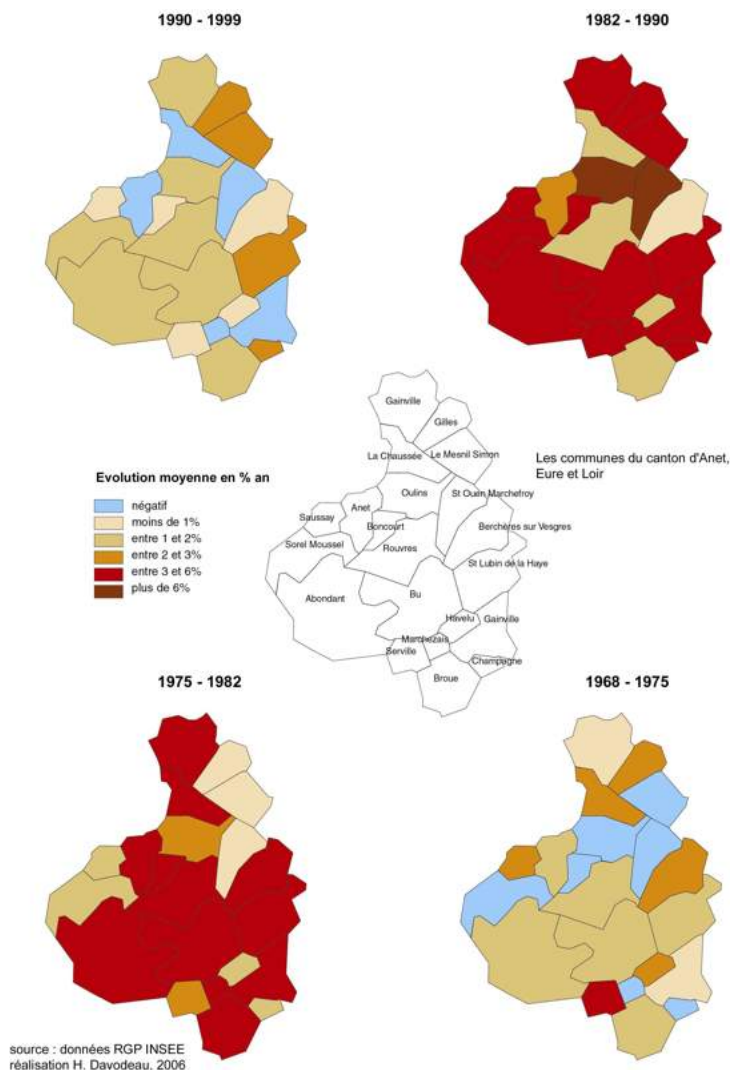 1990 - 1999
1982 - 1990
Gainville
Gilles
La Chaussée
Le Mesnil Simon
Les communes du canton d'Anet,
Eure et Loir
Evolution moyenne en % an
négatif
moins de 1%
entre 1 et 2%
entre 2 et 3%
entre 3 et 6%
plus de 6%
Oulins
St Ouen Marchefroy
Anet
Saussay
Boncourt
Berchères sur Vesgres
Sorel Moussel
Rouvres
St Lubin de la Haye
Abondant
Bu
Havelu
Gainville
Marchezais
Serville
Champagne
Broue
1975 - 1982
1968 - 1975
source : données RGP INSEE
réalisation H. Davodeau, 2006